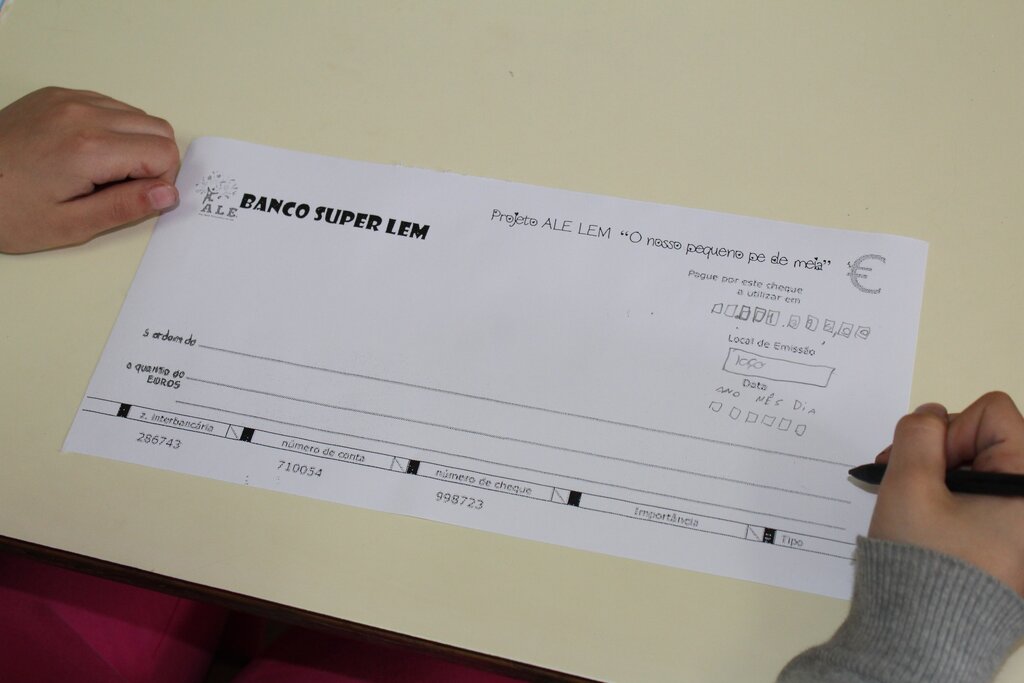 ALE
BANCO SUPER LEM
Projeto ALE LEM “O nosso pequeno pe de meia”
€
Pague por este cheque
a utilizar em
Local de Emissão
Data
ANO MÊS DIA
à ordem de
a quantia de
EUROS
z. interbancária
número de conta
número de cheque
Importância
Tipo
286743
710054
998723